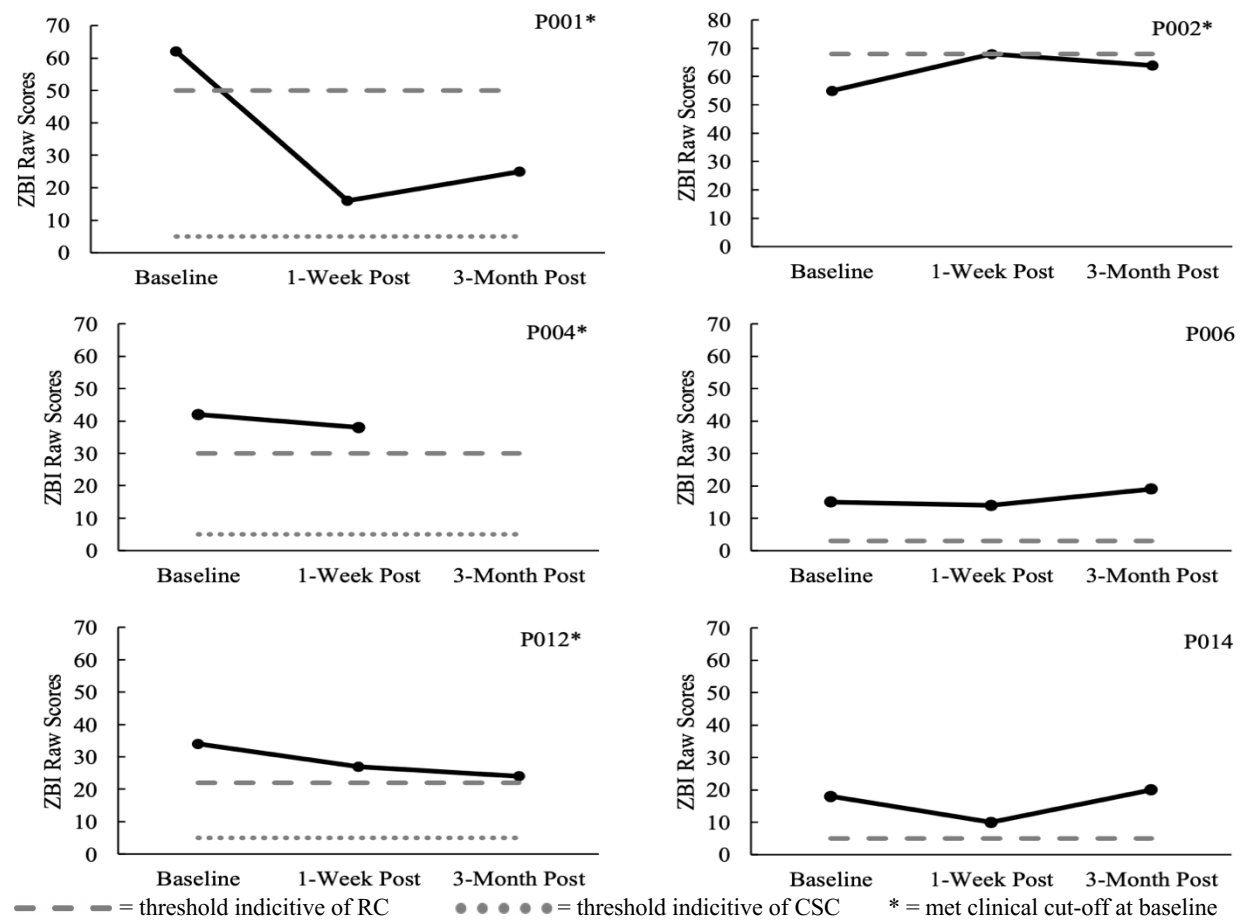 P001*
ZBI Raw Scores
70
60
50
40
30
20
10
0
Baseline 1-Week Post 3-Month Post
P002*
ZBI Raw Scores
80
70
60
50
40
30
20
10
0
Baseline 1-Week Post 3-Month Post
P004*
ZBI Raw Scores
70
60
50
40
30
20
10
0
Baseline 1-Week Post 3-Month Post
P006
ZBI Raw Scores
70
60
50
40
30
20
10
0
Baseline 1-Week Post 3-Month Post
P012*
ZBI Raw Scores
70
60
50
40
30
20
10
0
Baseline 1-Week Post 3-Month Post
P014
ZBI Raw Scores
70
60
50
40
30
20
10
0
Baseline 1-Week Post 3-Month Post
= threshold indicitive of RC = threshold indicitive of CSC * = met clinical cut-off at baseline